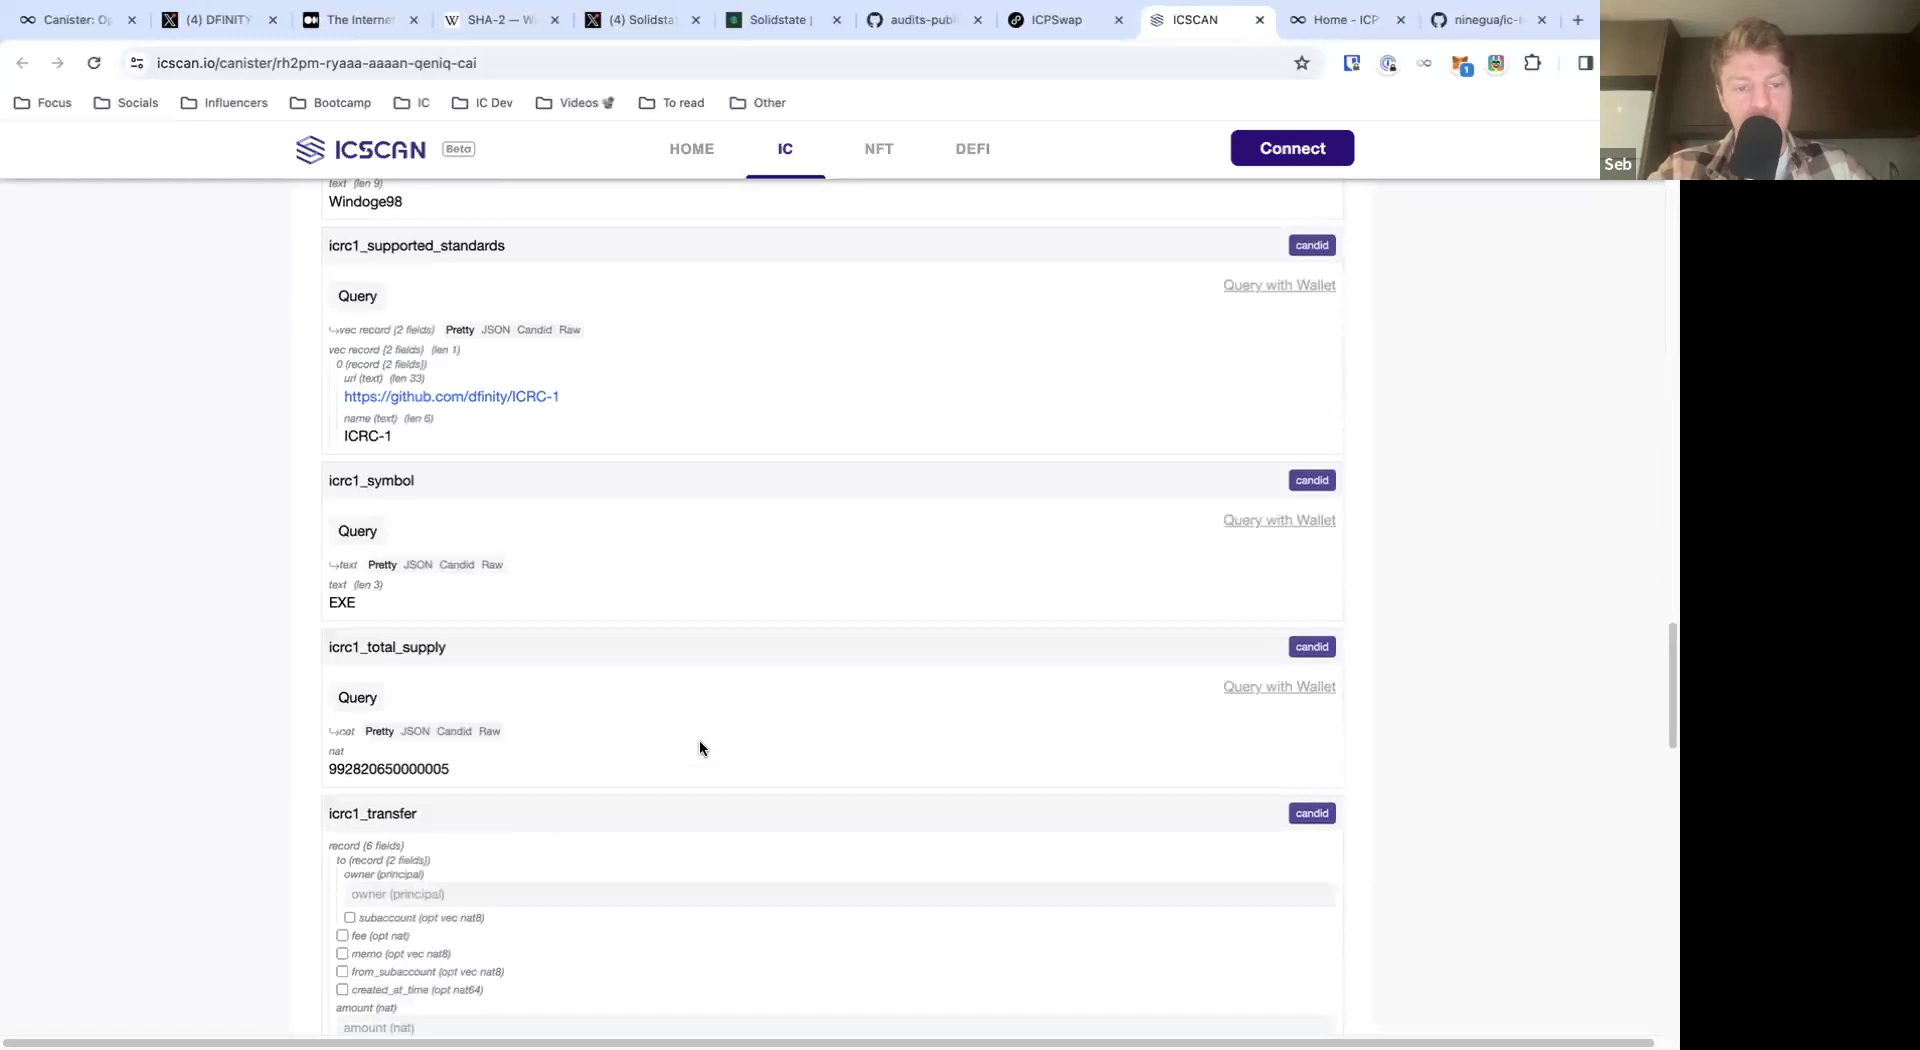 Canister: Op
(4) DFINITY
The Internet
SHA-2 — W
(4) Solidsta
Solidstate |
audits-publ
ICPSwap
ICSCAN
Home - ICP
ninegua/ic-
icscan.io/canister/rh2pm-ryaaa-aaaan-qeniq-cai
1
Focus
Socials
Influencers
Bootcamp
IC
IC Dev
Videos
To read
Other
ICSCAN
Beta
HOME
IC
NFT
DEFI
Connect
Seb
text (len 9)
Windoge98
icrc1_supported_standards
candid
Query
Query with Wallet
↳vec record {2 fields} Pretty JSON Candid Raw
vec record {2 fields} (len 1)
0 (record {2 fields})
url (text) (len 33)
https://github.com/dfinity/ICRC-1
name (text) (len 6)
ICRC-1
icrc1_symbol
candid
Query
Query with Wallet
↳text Pretty JSON Candid Raw
text (len 3)
EXE
icrc1_total_supply
candid
Query
Query with Wallet
↳nat Pretty JSON Candid Raw
nat
992820650000005
icrc1_transfer
candid
record {6 fields}
to (record {2 fields})
owner (principal)
owner (principal)
subaccount (opt vec nat8)
fee (opt nat)
memo (opt vec nat8)
from_subaccount (opt vec nat8)
created_at_time (opt nat64)
amount (nat)
amount (nat)